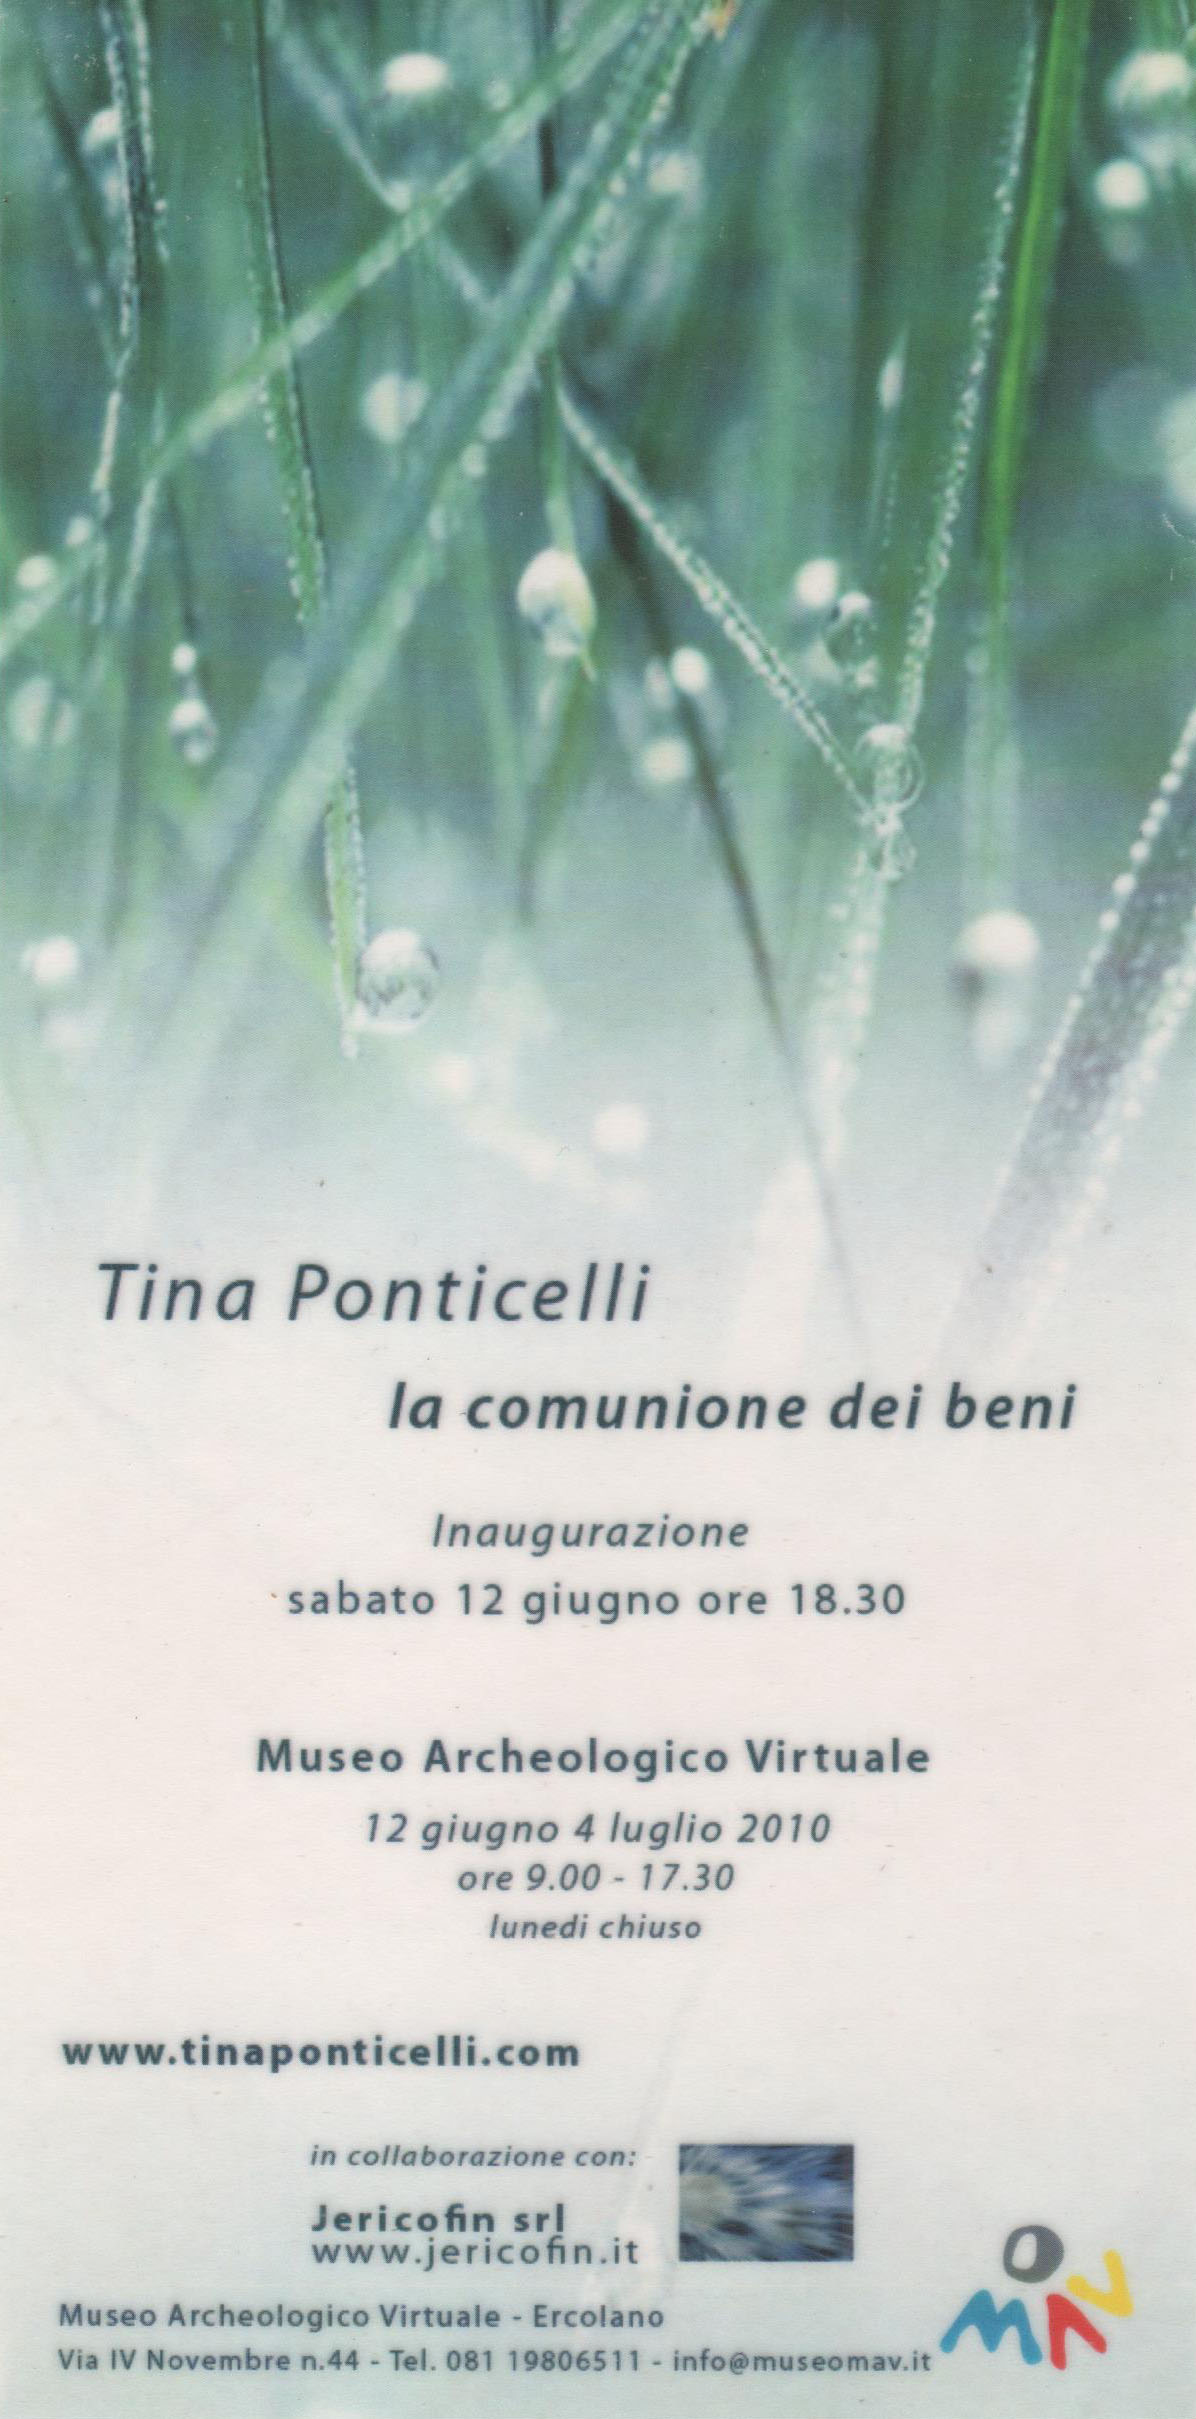 Tina Ponticelli
la comunione dei beni
Inaugurazione
sabato 12 giugno ore 18.30
Museo Archeologico Virtuale
12 giugno 4 luglio 2010
ore 9.00 - 17.30
lunedi chiuso
www.tinaponticelli.com
in collaborazione con:
Jericofin srl
www.jericofin.it
MAV
Museo Archeologico Virtuale - Ercolano
Via IV Novembre n.44 - Tel. 081 19806511 - info@museomav.it